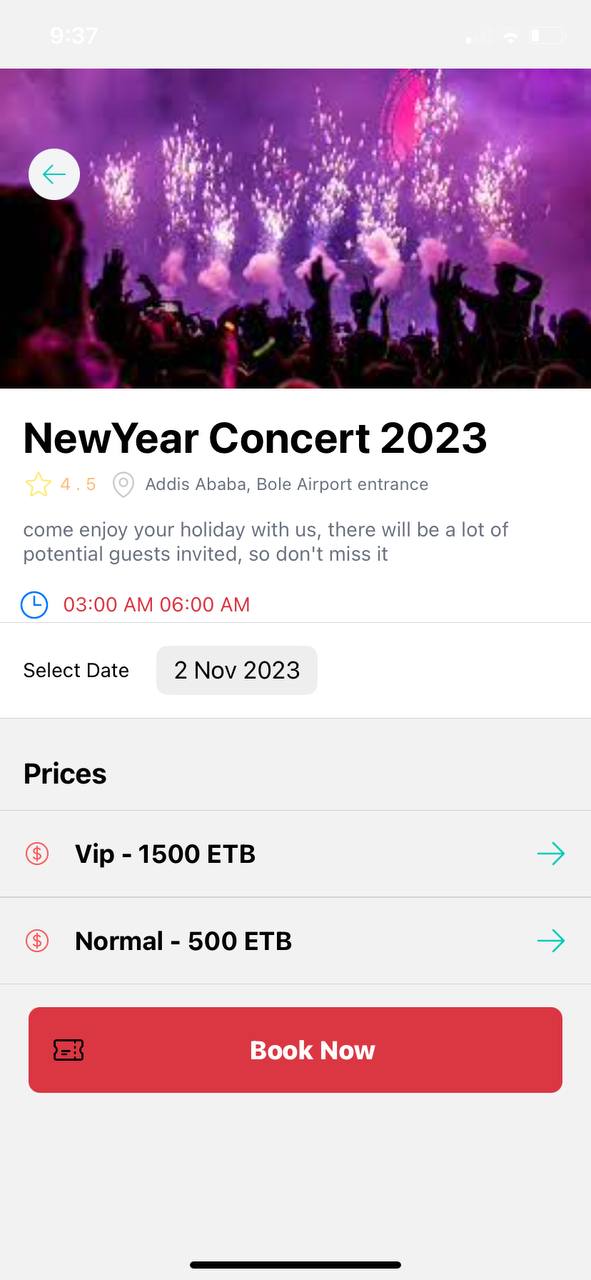 9:37
NewYear Concert 2023
4 . 5 Addis Ababa, Bole Airport entrance
come enjoy your holiday with us, there will be a lot of
potential guests invited, so don't miss it
03:00 AM 06:00 AM
Select Date 2 Nov 2023
Prices
Vip - 1500 ETB
Normal - 500 ETB
Book Now